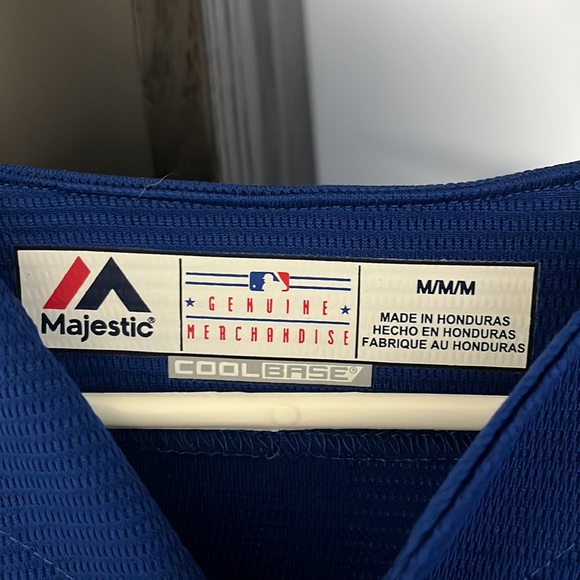 Majestic®
GENUINE
MERCHANDISE
M/M/M
MADE IN HONDURAS
HECHO EN HONDURAS
FABRIQUE AU HONDURAS
COOLBASE®